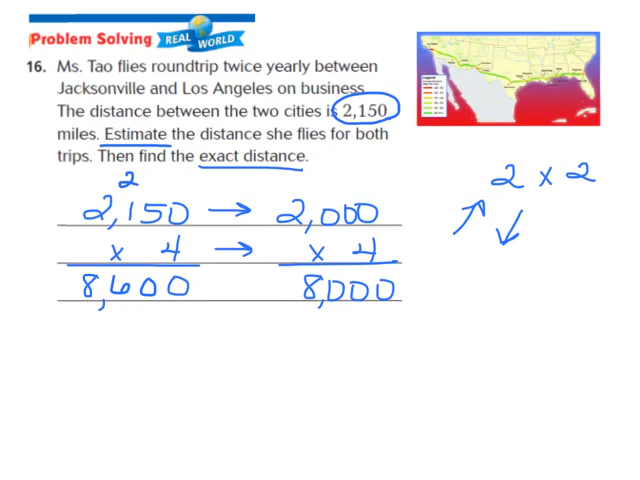 Problem Solving REAL WORLD
16. Ms. Tao flies roundtrip twice yearly between
Jacksonville and Los Angeles on business.
The distance between the two cities is 2,150
miles. Estimate the distance she flies for both
trips. Then find the exact distance.
2 x 2
2
2,150 → 2,000
x 4 → x 4
8,600 8,000